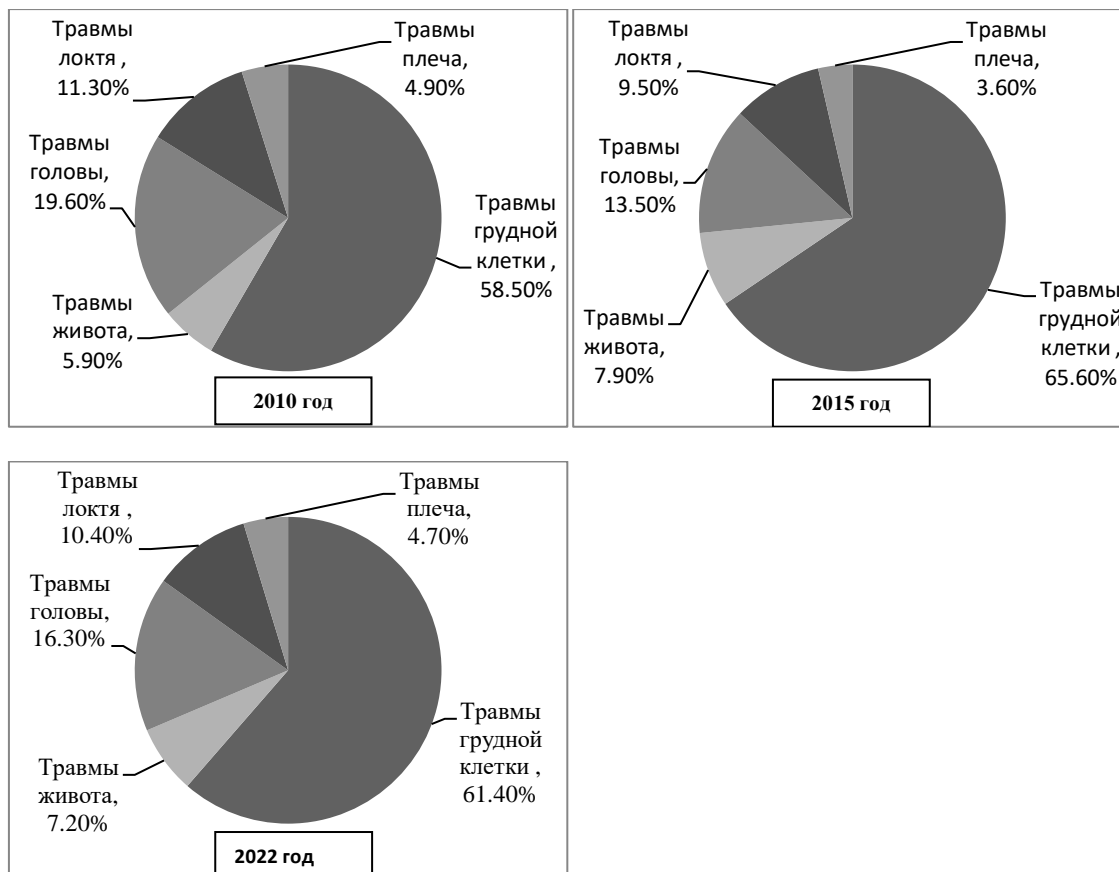 Травмы
локтя ,
11.30%
Травмы
плеча,
4.90%
Травмы
головы,
19.60%
Травмы
грудной
клетки ,
58.50%
Травмы
живота,
5.90%
2010 год
Травмы
локтя ,
9.50%
Травмы
плеча,
3.60%
Травмы
головы,
13.50%
Травмы
грудной
клетки ,
65.60%
Травмы
живота,
7.90%
2015 год
Травмы
локтя ,
10.40%
Травмы
плеча,
4.70%
Травмы
головы,
16.30%
Травмы
грудной
клетки ,
61.40%
Травмы
живота,
7.20%
2022 год